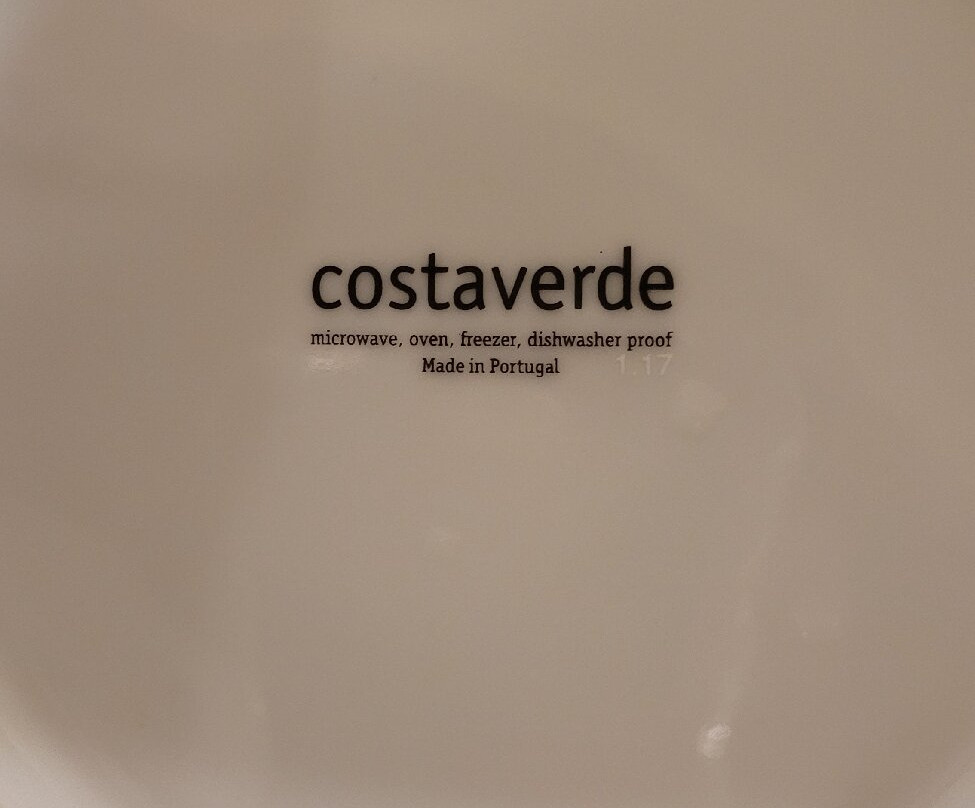 costaverde
microwave, oven, freezer, dishwasher proof
Made in Portugal 1.17